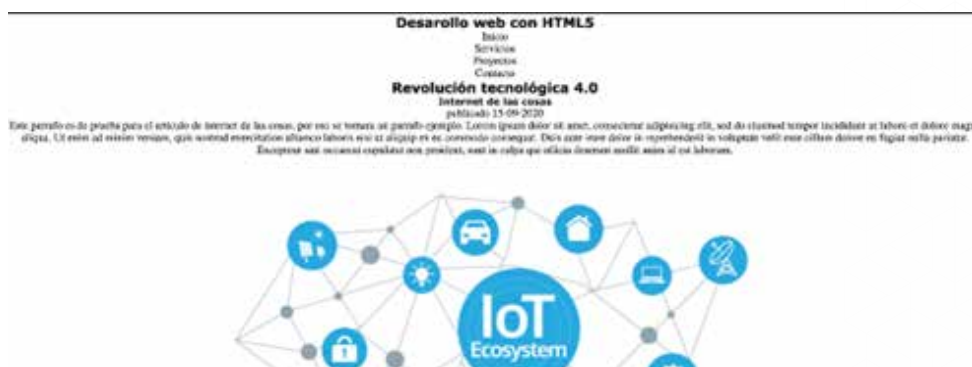 Desarollo web con HTML5
Inicio
Servicios
Proyectos
Contacto
Revolución tecnológica 4.0
Internet de las cosas
publicado 15-09-2020
Este parrafo es de prueba para el articulo de internet de las cosas, por eso se tomara un parrafo ejemplo. Lorem ipsum dolor sit amet, consectetur adipisicing elit, sed do eiusmod tempor incididunt ut labore et dolore mag
aliqua. Ut enim ad minim veniam, quis nostrud exercitation ullamco laboris nisi ut aliquip ex ea commodo consequat. Duis aute irure dolor in reprehenderit in voluptate velit esse cillum dolore eu fugiat nulla pariatur.
Excepteur sint occaecat cupidatat non proident, sunt in culpa qui officia deserunt mollit anim id est laborum.
IoT
Ecosystem